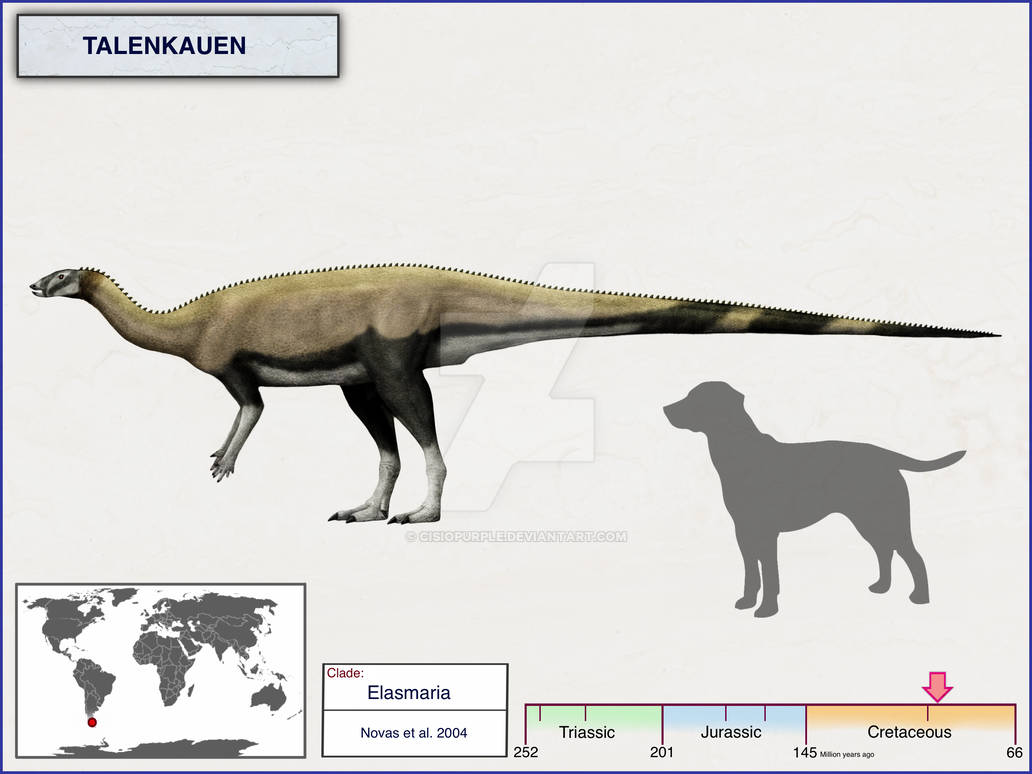 TALENKAUEN
© CISIOPURPLE.DEVIANTART.COM
Clade:
Elasmaria
Novas et al. 2004
Triassic Jurassic Cretaceous
252 201 145 Million years ago 66